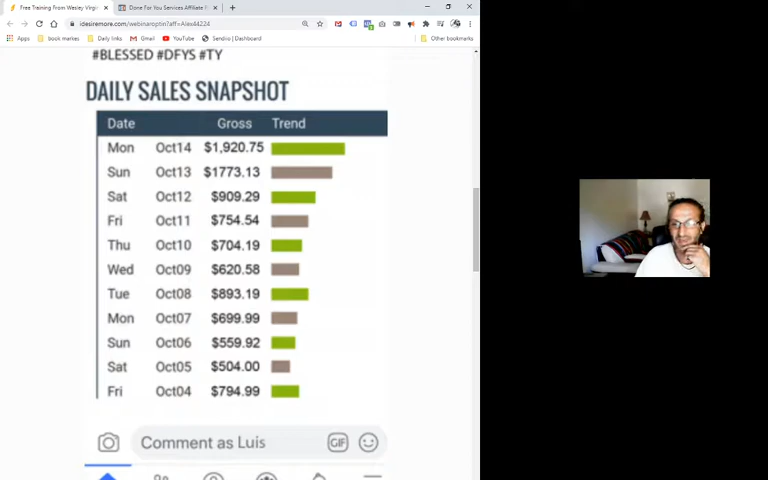 Free Training From Wesley Virgin
Done For You Services Affiliate
idesiremore.com/webinaroptin?aff=Alex44224
Apps
book markes
Daily links
Gmail
YouTube
Sendiio | Dashboard
Other bookmarks
#BLESSED #DFYS #TY
DAILY SALES SNAPSHOT
Date Gross Trend
Mon Oct14 $1,920.75
Sun Oct13 $1773.13
Sat Oct12 $909.29
Fri Oct11 $754.54
Thu Oct10 $704.19
Wed Oct09 $620.58
Tue Oct08 $893.19
Mon Oct07 $699.99
Sun Oct06 $559.92
Sat Oct05 $504.00
Fri Oct04 $794.99
Comment as Luis
GIF